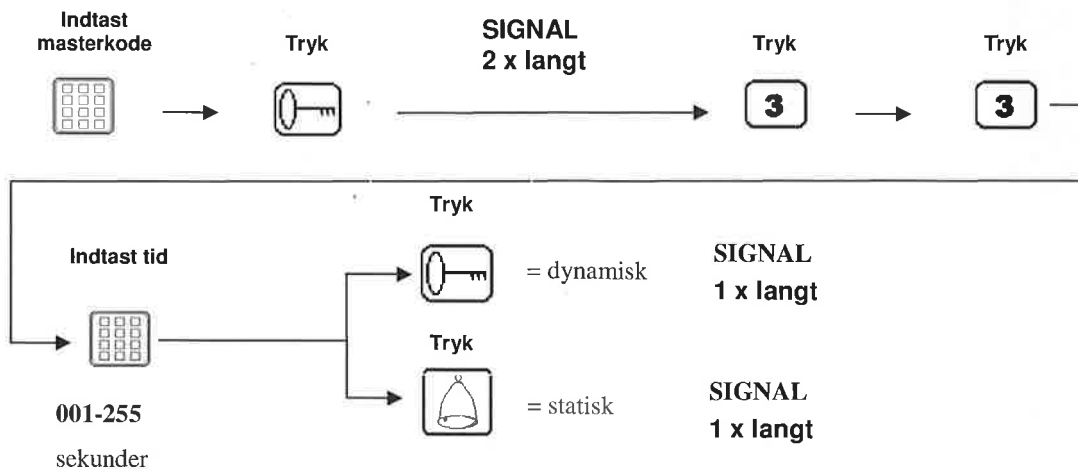 Indtast
masterkode
Tryk
SIGNAL
2 x langt
Tryk
3
Tryk
3
Indtast tid
001-255
sekunder
Tryk
= dynamisk
SIGNAL
1 x langt
Tryk
= statisk
SIGNAL
1 x langt